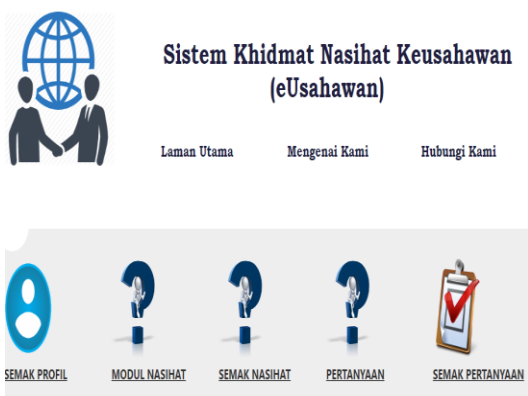 Sistem Khidmat Nasihat Keusahawan
(eUsahawan)
Laman Utama Mengenai Kami Hubungi Kami
SEMAK PROFIL MODUL NASIHAT SEMAK NASIHAT PERTANYAAN SEMAK PERTANYAAN